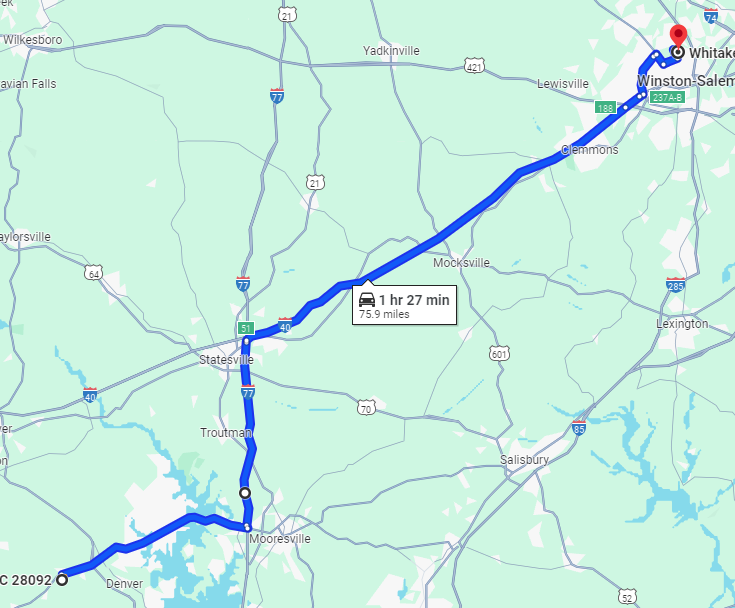 21
74
Wilkesboro
Yadkinville
Whitake
421
avian Falls
Lewisville
Winston-Salem
77
237A-B
188
Clemmons
21
aylorsville
64
Mocksville
77
285
1 hr 27 min
75.9 miles
Lexington
51
40
Statesville
601
40
77
70
85
Troutman
Salisbury
Mooresville
C 28092
Denver
52